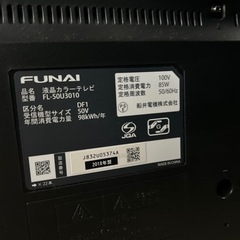 FUNAI
品名 液晶カラーテレビ
型名 FL-50U3010
区分名 DF1
受信機型サイズ 50V
年間消費電力量 98kWh/年
定格電圧 100V
定格消費電力 85W
定格周波数 50/60Hz
船井電機株式会社
JQA
J832U05374A
2018年製
MADE IN CHINA